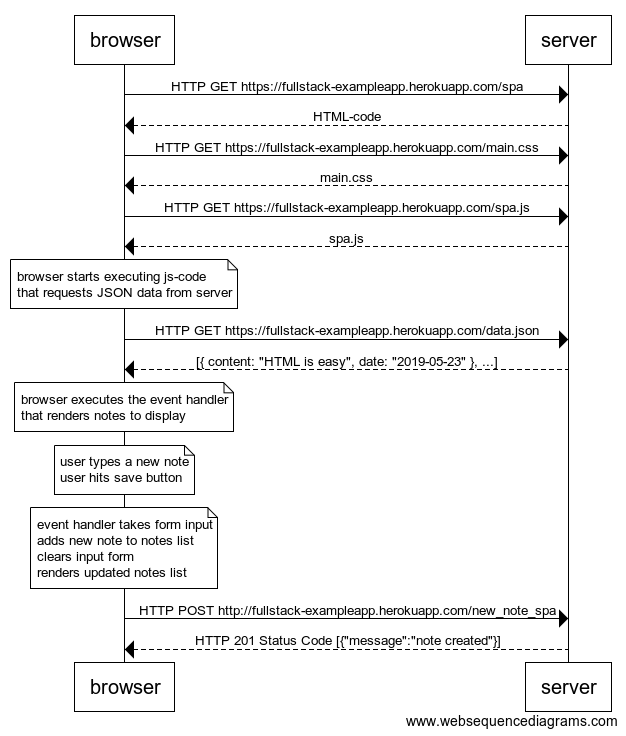 browser
server
HTTP GET https://fullstack-exampleapp.herokuapp.com/spa
HTML-code
HTTP GET https://fullstack-exampleapp.herokuapp.com/main.css
main.css
HTTP GET https://fullstack-exampleapp.herokuapp.com/spa.js
spa.js
browser starts executing js-code
that requests JSON data from server
HTTP GET https://fullstack-exampleapp.herokuapp.com/data.json
[{ content: "HTML is easy", date: "2019-05-23" }, ...]
browser executes the event handler
that renders notes to display
user types a new note
user hits save button
event handler takes form input
adds new note to notes list
clears input form
renders updated notes list
HTTP POST http://fullstack-exampleapp.herokuapp.com/new_note_spa
HTTP 201 Status Code [{"message":"note created"}]
browser
server
www.websequencediagrams.com